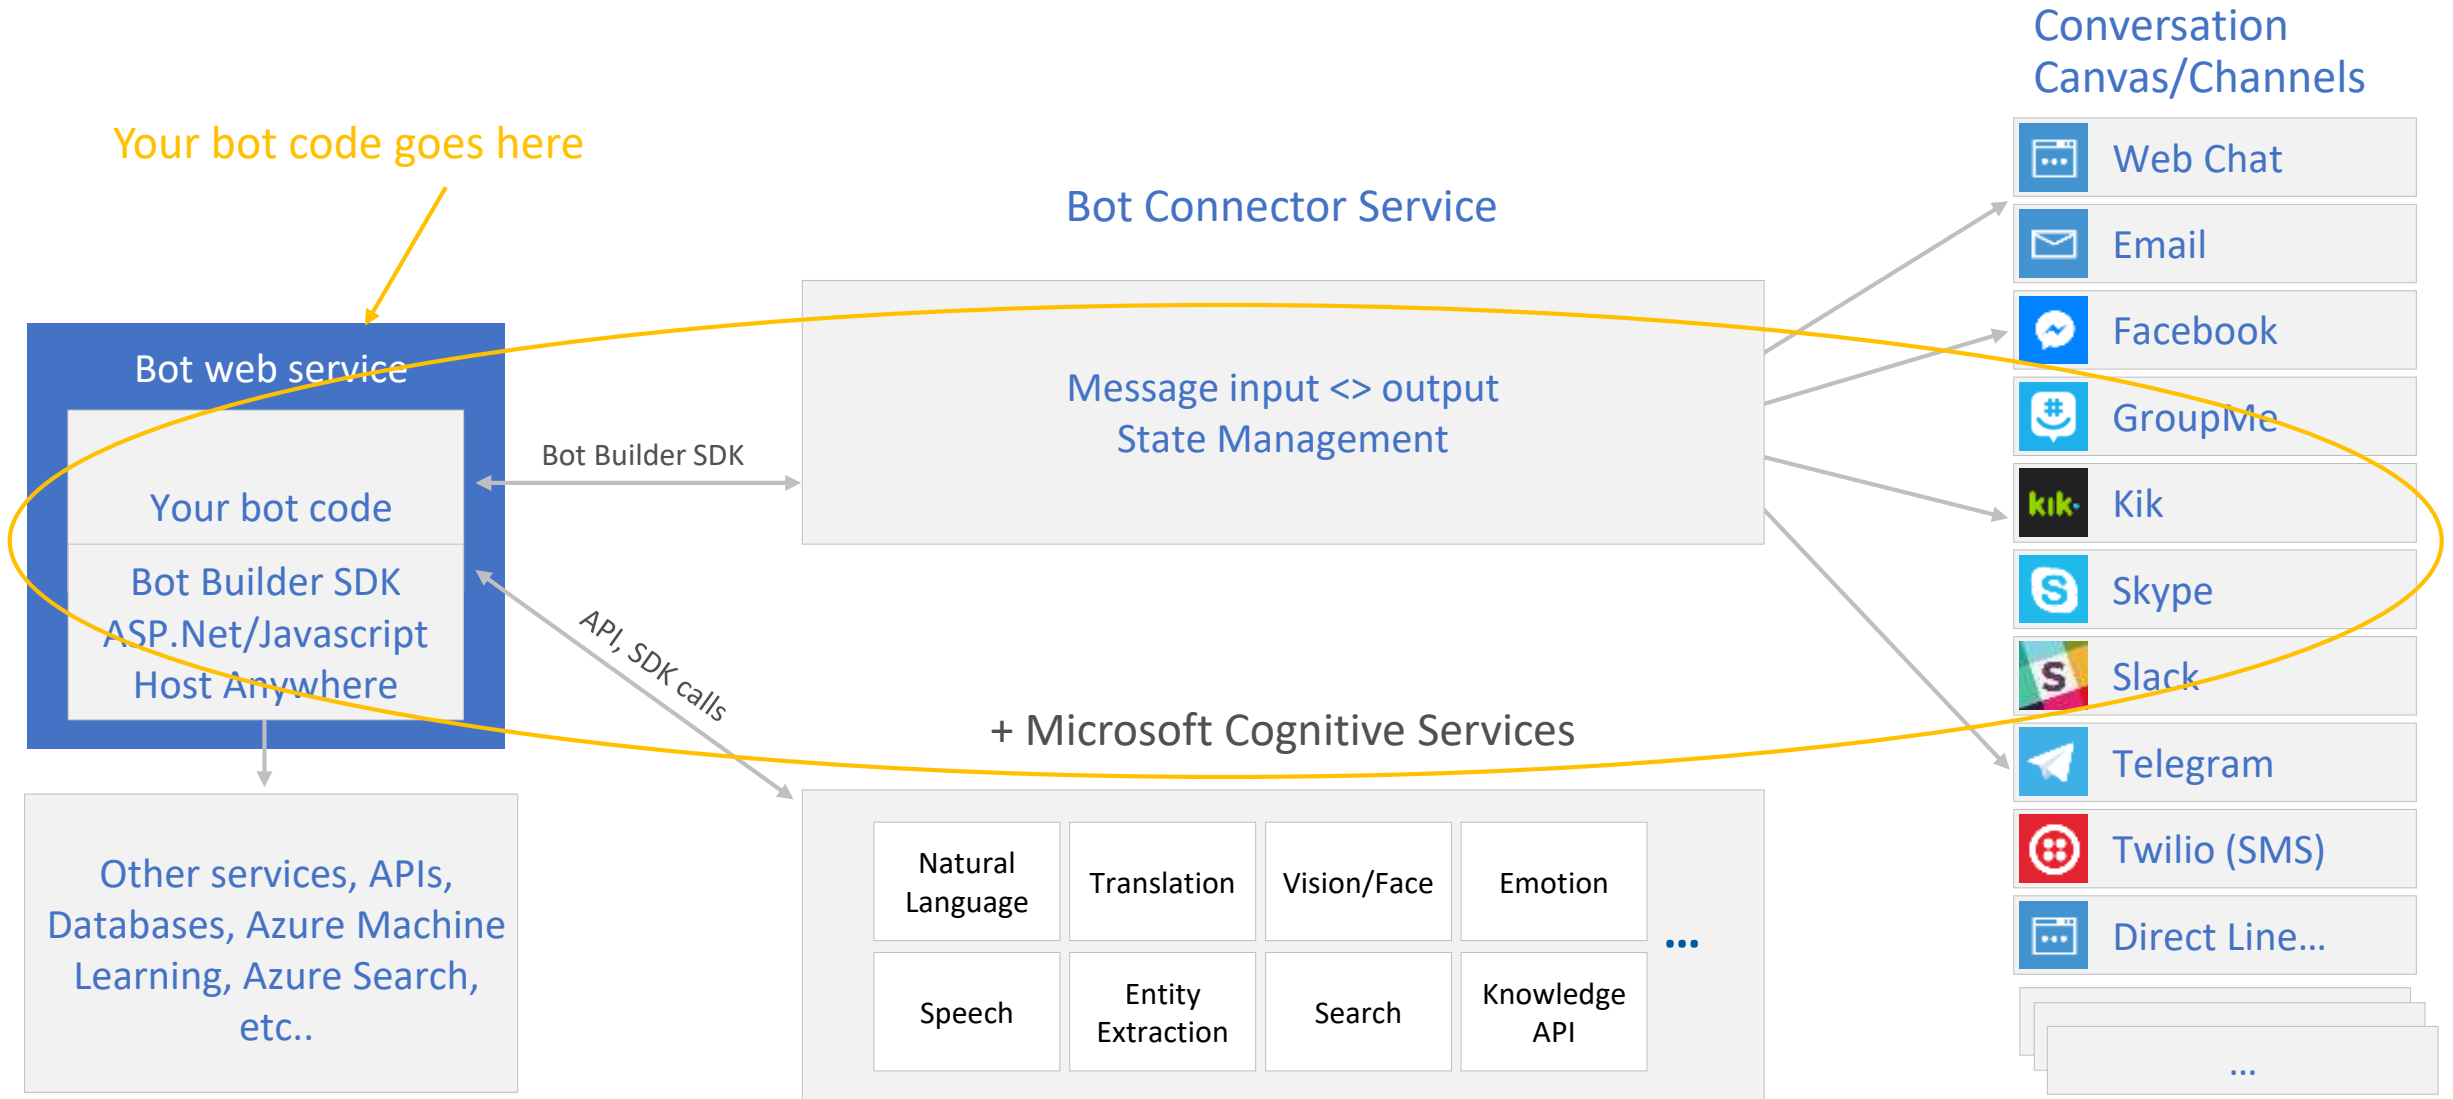 Conversation
Canvas/Channels
Your bot code goes here
Bot Connector Service
Web Chat
Email
Facebook
GroupMe
kik
Kik
Skype
S
Slack
Telegram
Twilio (SMS)
Direct Line...
...
Bot web service
Your bot code
Bot Builder SDK
ASP.Net/Javascript
Host Anywhere
Bot Builder SDK
API, SDK calls
Message input <> output
State Management
+ Microsoft Cognitive Services
Natural
Language
Translation
Vision/Face
Emotion
...
Speech
Entity
Extraction
Search
Knowledge
API
Other services, APIs,
Databases, Azure Machine
Learning, Azure Search,
etc..